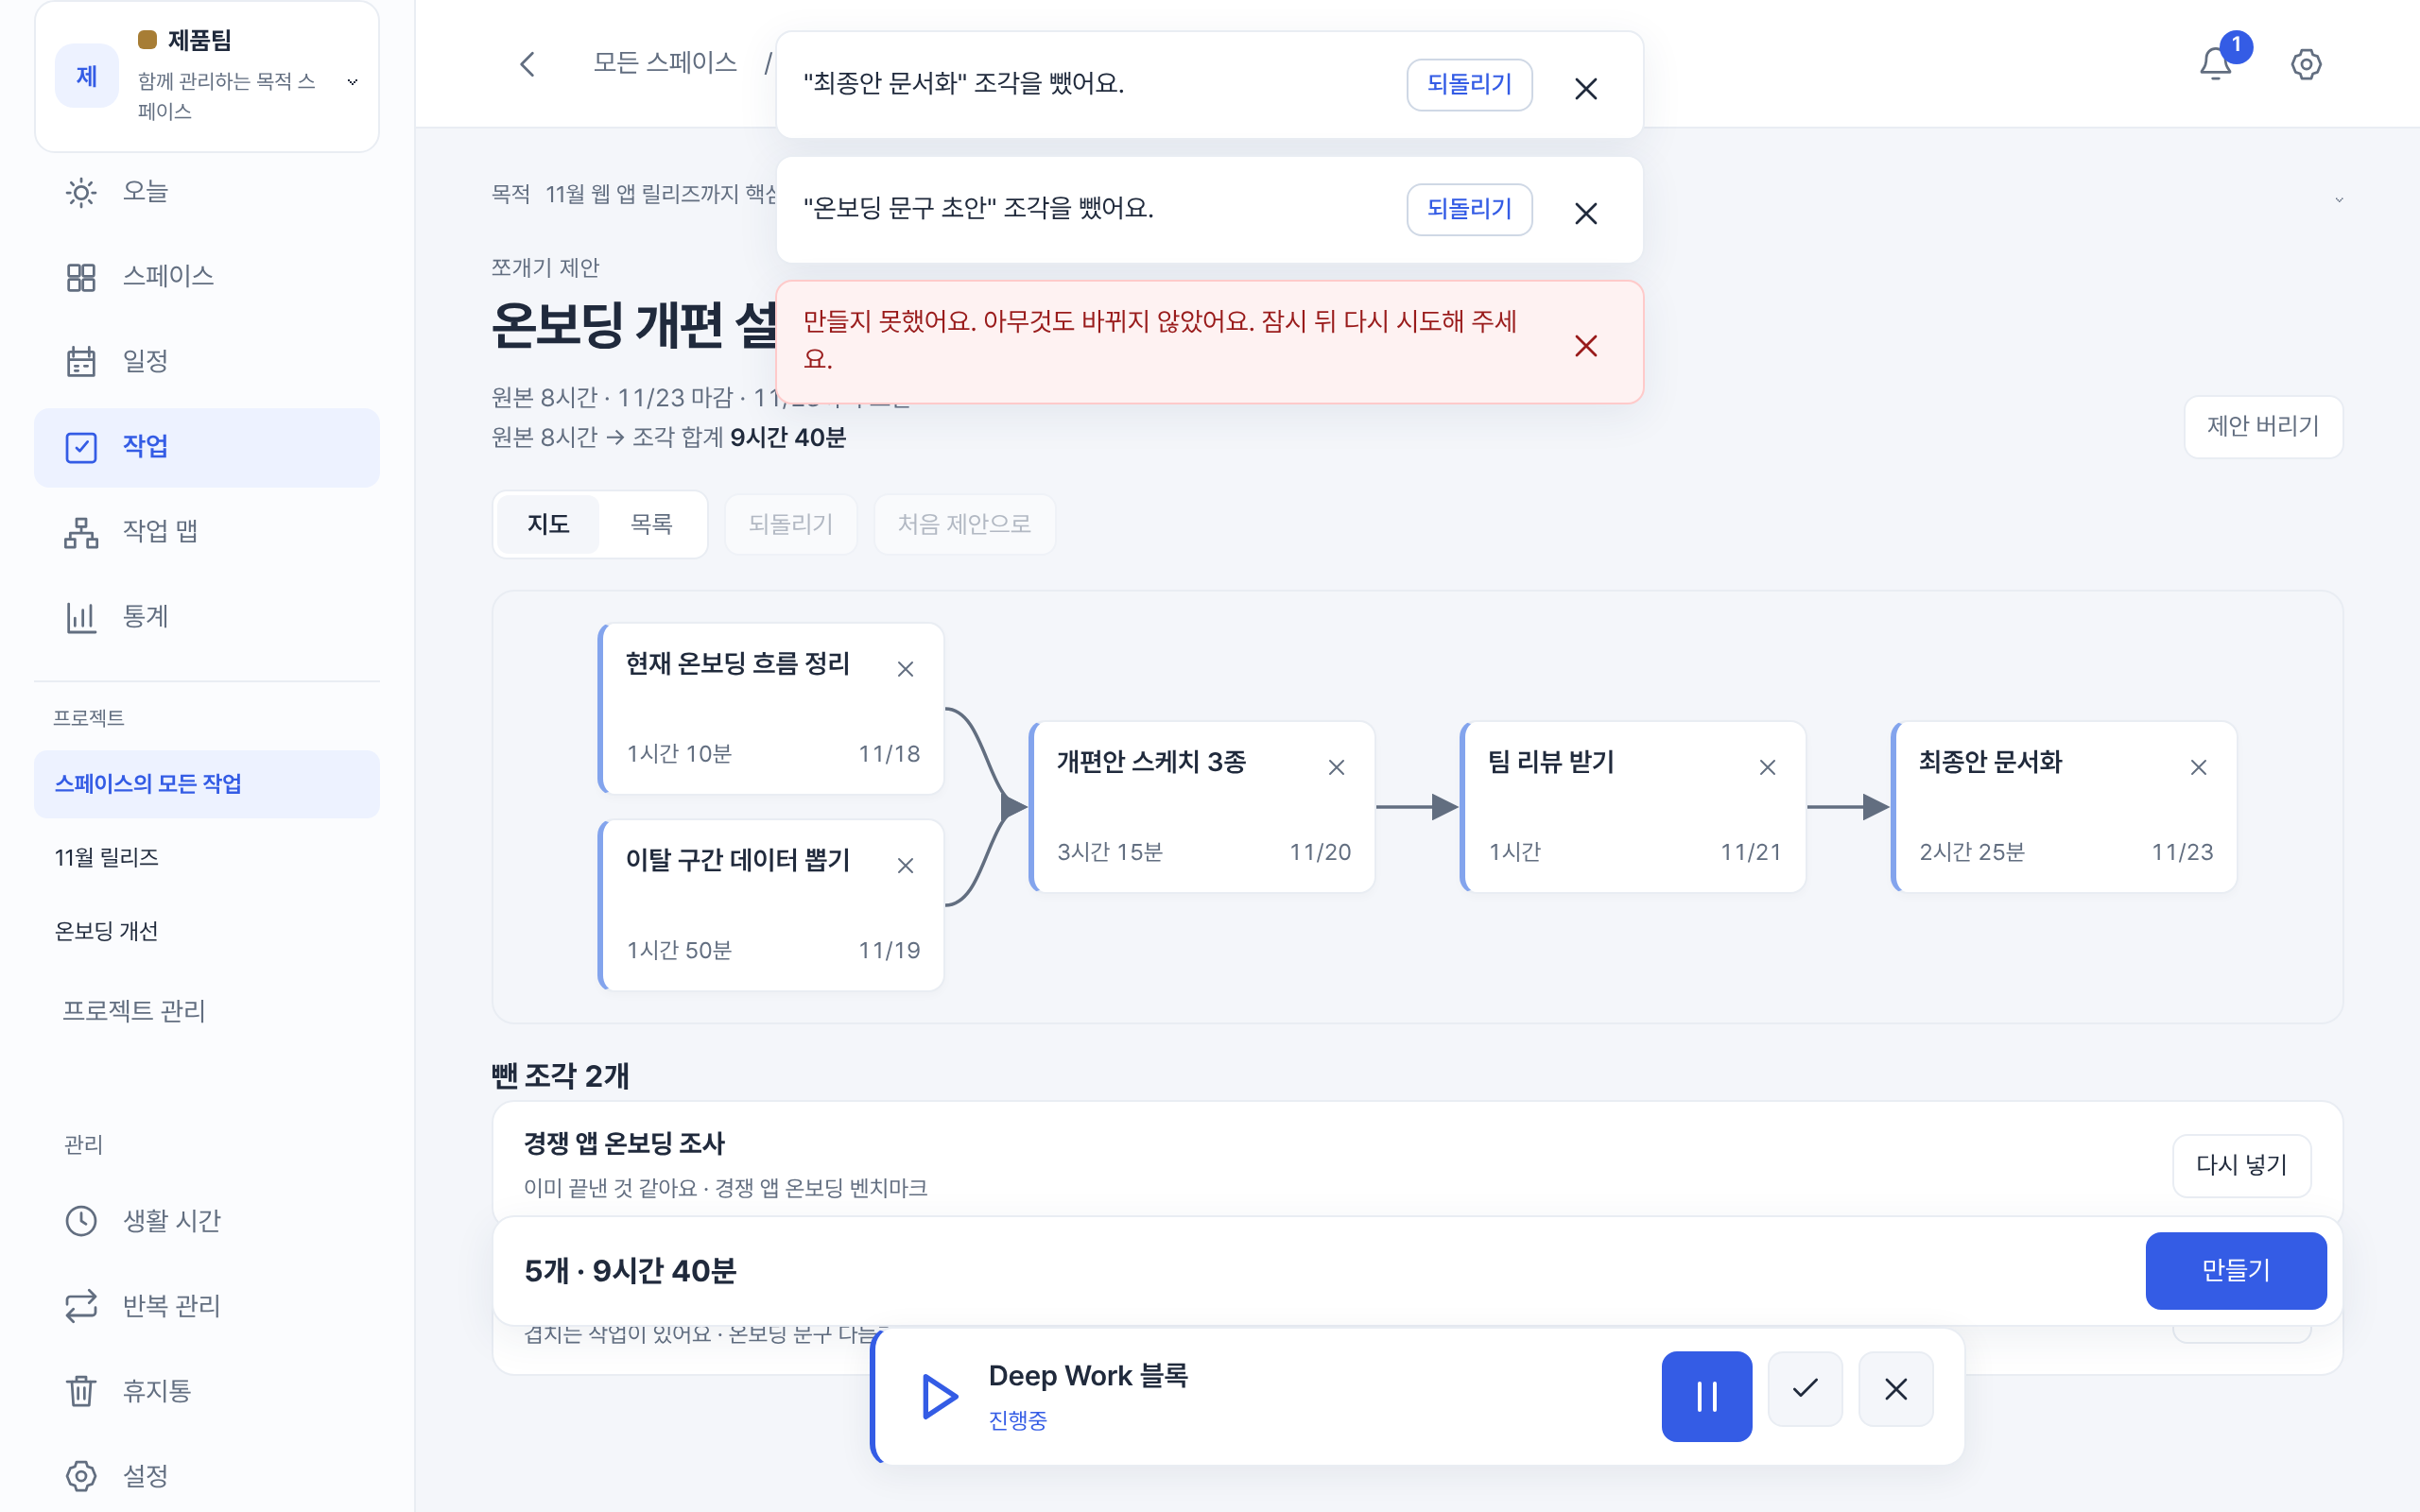 제
제품팀
함께 관리하는 목적 스
페이스
오늘
스페이스
일정
작업
작업 맵
통계
프로젝트
스페이스의 모든 작업
11월 릴리즈
온보딩 개선
프로젝트 관리
관리
생활 시간
반복 관리
휴지통
설정
모든 스페이스 /
1
"최종안 문서화" 조각을 뺐어요. 되돌리기
"온보딩 문구 초안" 조각을 뺐어요. 되돌리기
만들지 못했어요. 아무것도 바뀌지 않았어요. 잠시 뒤 다시 시도해 주세
요.
목적 11월 웹 앱 릴리즈까지 핵심
쪼개기 제안
온보딩 개편 설
원본 8시간 · 11/23 마감 ·
원본 8시간 → 조각 합계 9시간 40분
제안 버리기
지도 목록 되돌리기 처음 제안으로
현재 온보딩 흐름 정리
1시간 10분 11/18
이탈 구간 데이터 뽑기
1시간 50분 11/19
개편안 스케치 3종
3시간 15분 11/20
팀 리뷰 받기
1시간 11/21
최종안 문서화
2시간 25분 11/23
뺀 조각 2개
경쟁 앱 온보딩 조사
이미 끝낸 것 같아요 · 경쟁 앱 온보딩 벤치마크
다시 넣기
5개 · 9시간 40분
만들기
겹치는 작업이 있어요 · 온보딩 문구
Deep Work 블록
진행중